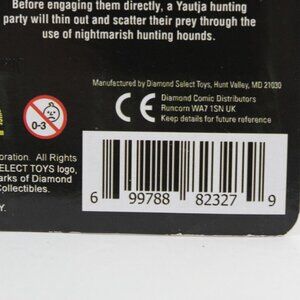 Before engaging them directly, a Yautja hunting
party will thin out and scatter their prey through the
use of nightmarish hunting hounds.
Manufactured by Diamond Select Toys, Hunt Valley, MD 21030
CE
Diamond Comic Distributors
Runcorn WA7 1SN UK
Keep details for future reference
0-3
oration. All Rights
SELECT TOYS logo,
arks of Diamond
Collectibles.
Y.
6 99788 82327 9